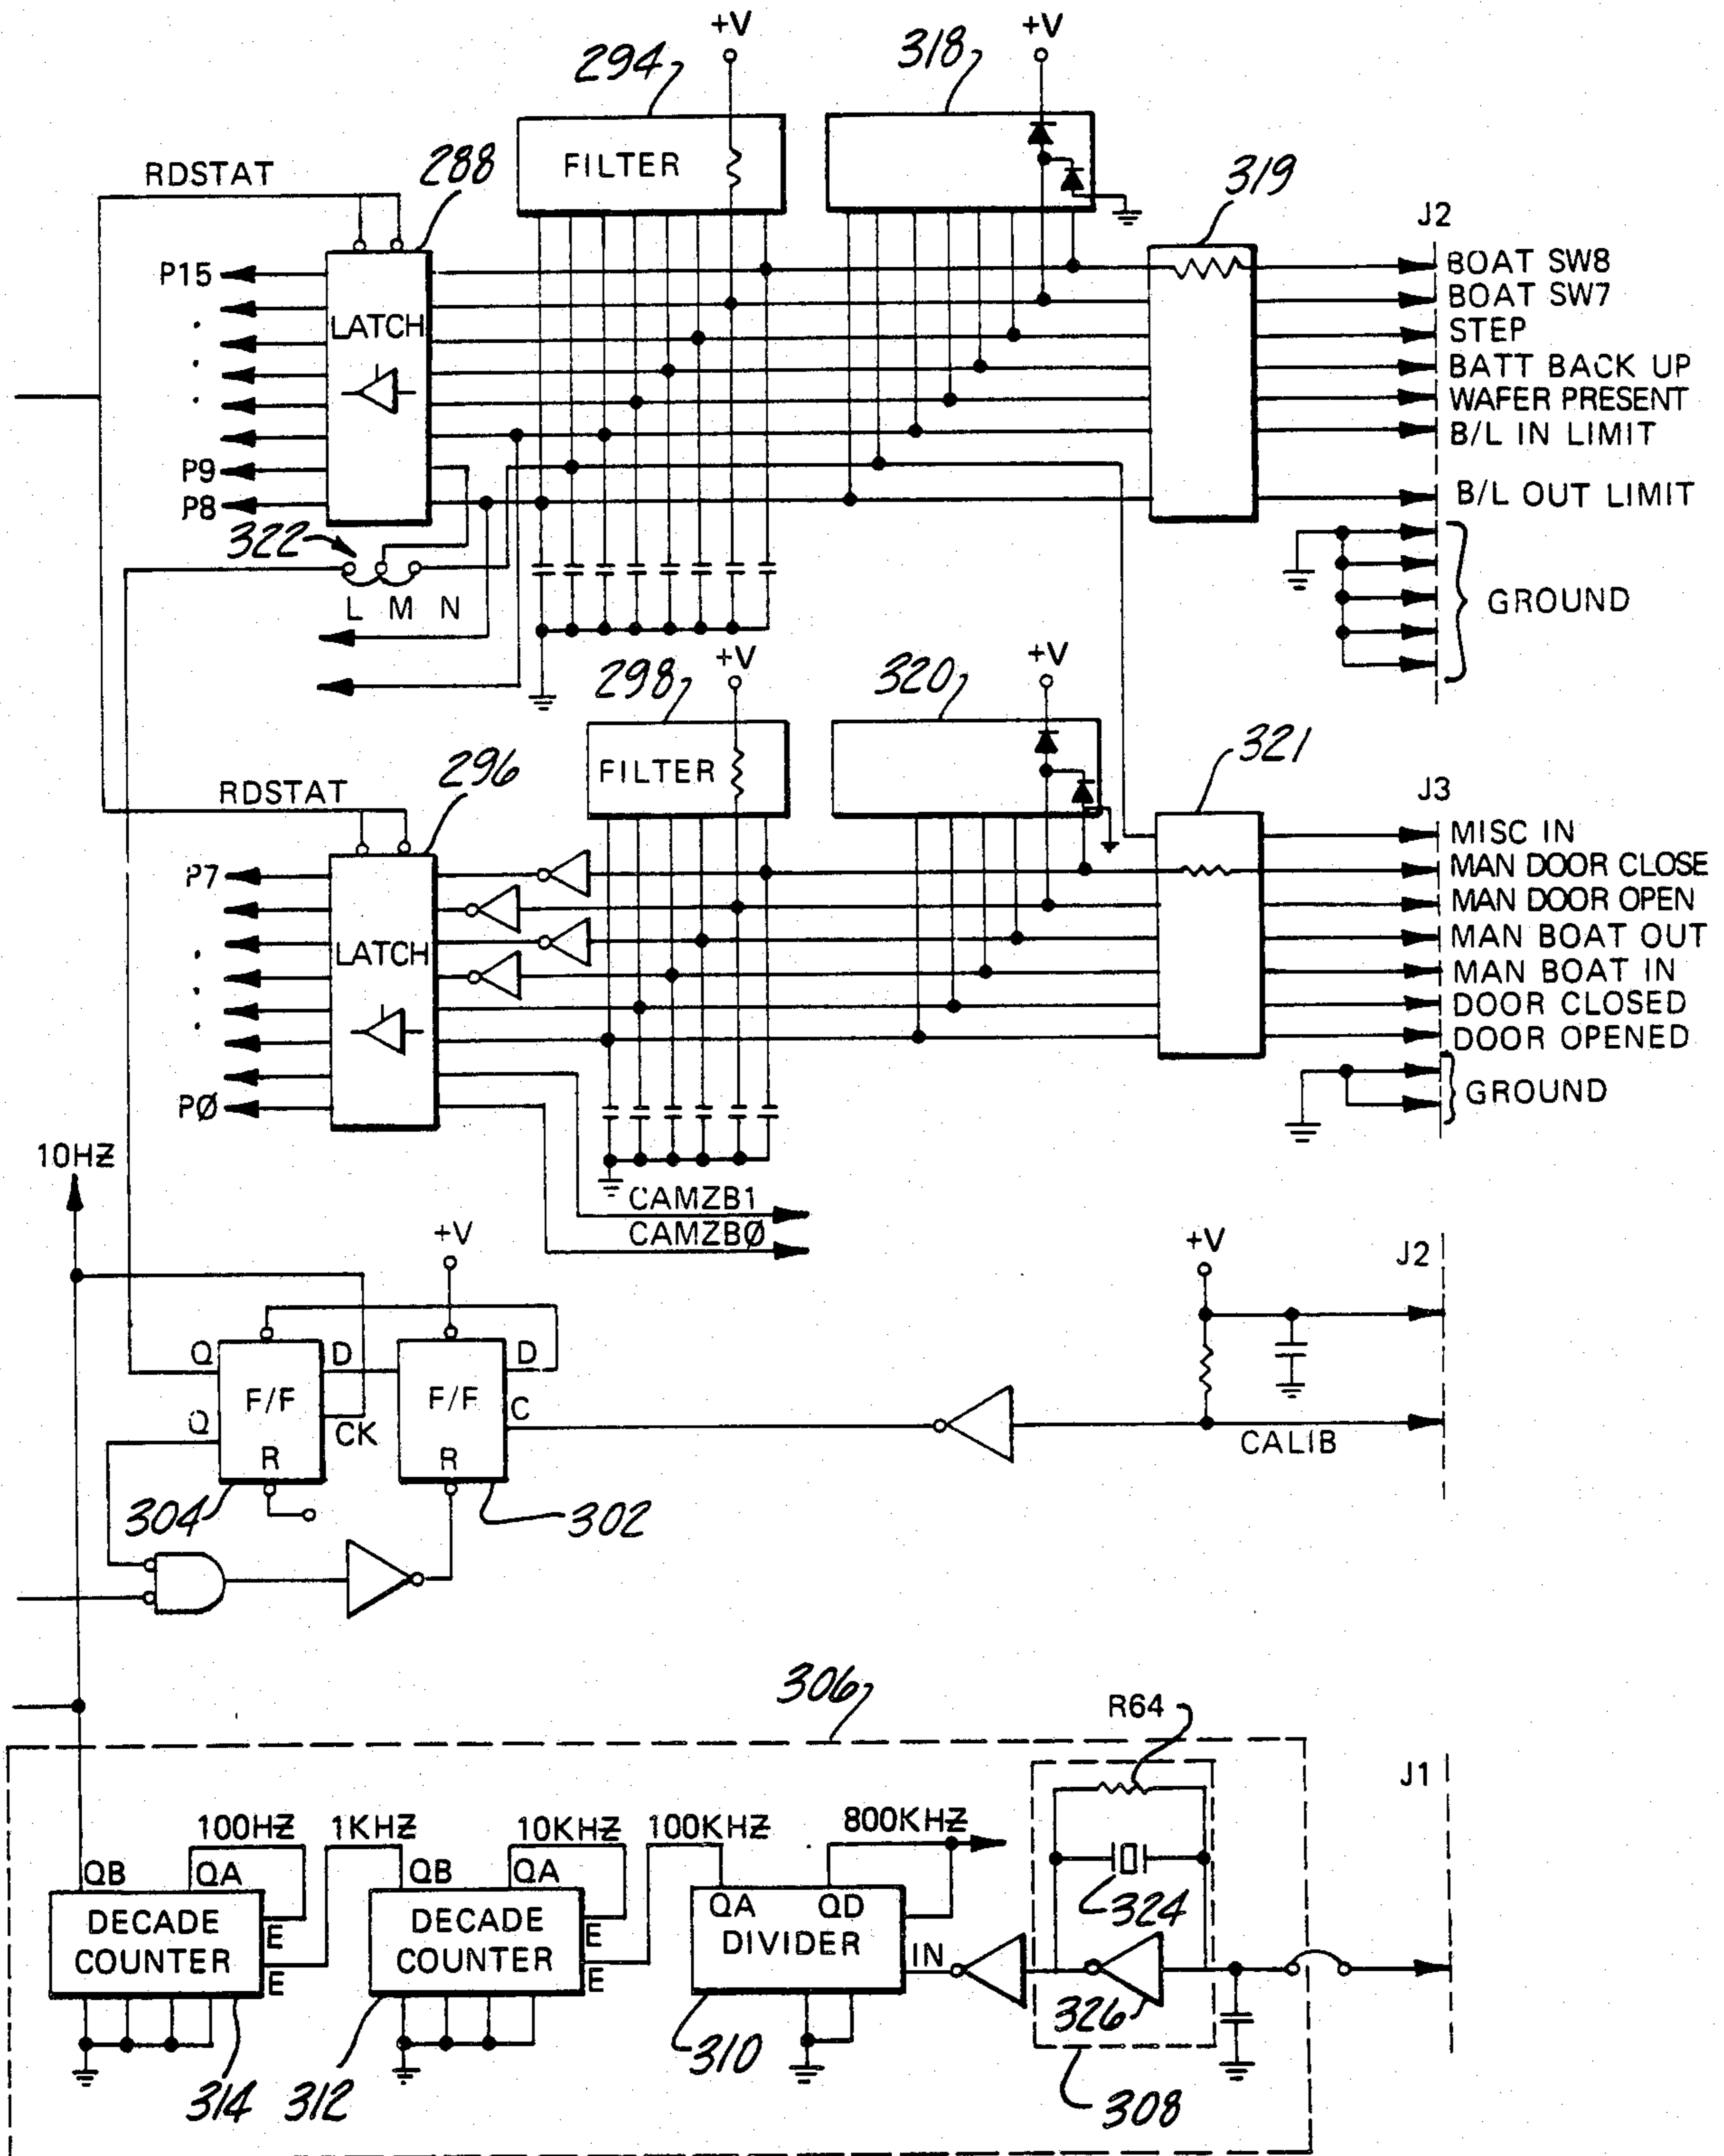 +V
+V
294
318
FILTER
RDSTAT
288
319
J2
P15
BOAT SW8
BOAT SW7
LATCH
STEP
BATT BACK UP
WAFER PRESENT
B/L IN LIMIT
P9
P8
B/L OUT LIMIT
322
L M N
GROUND
+V
+V
298
320
321
FILTER
RDSTAT
296
J3
MISC IN
P7
MAN DOOR CLOSE
MAN DOOR OPEN
MAN BOAT OUT
LATCH
MAN BOAT IN
DOOR CLOSED
DOOR OPENED
PØ
GROUND
10HZ
CAMZB1
CAMZBØ
+V
+V
J2
Q D D
F/F F/F C
Q CK
R R
CALIB
304 302
306
R64
J1
100HZ 1KHZ 10KHZ 100KHZ 800KHZ
QB QA QB QA QA QD
324
DECADE COUNTER
E
E
DECADE COUNTER
E
E
DIVIDER
IN
326
314 312 310 308